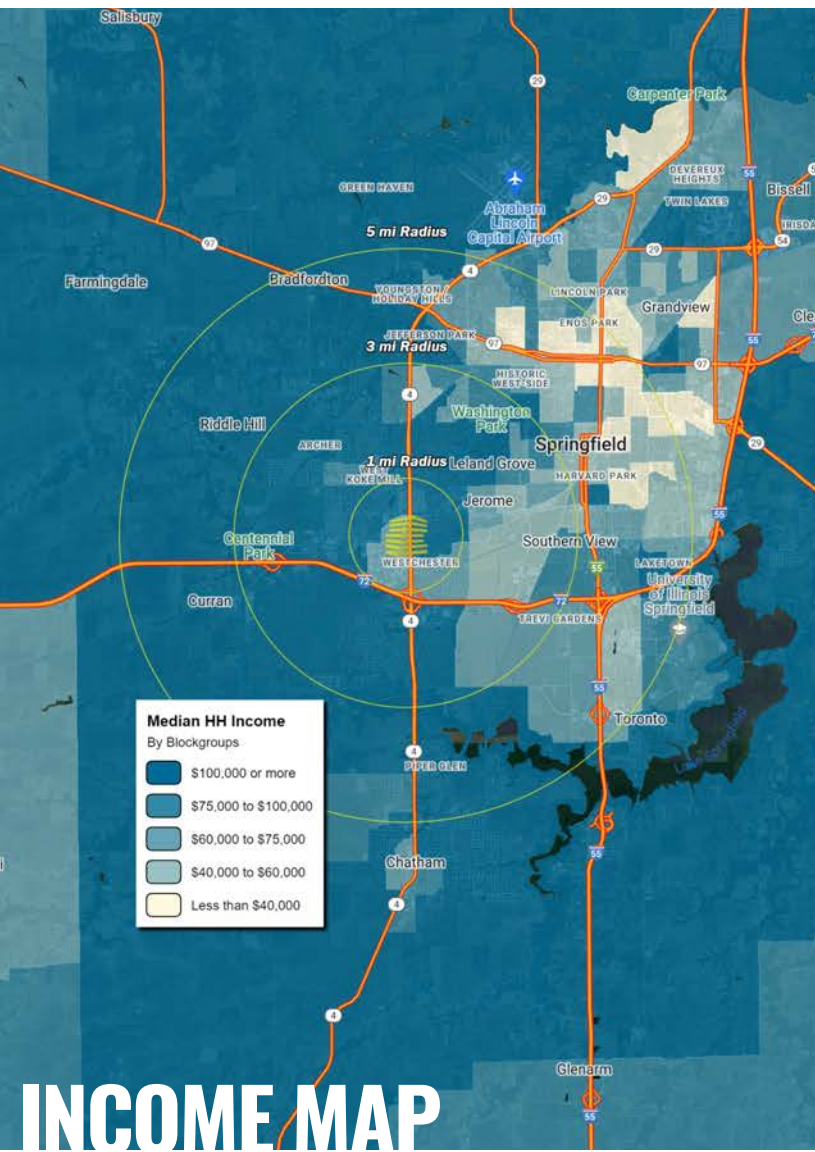 Salisbury
29
Carpenter Park
GREEN HAVEN
DEVEREUX
HEIGHTS
55
Bissell
29
TWIN LAKES
Abraham
Lincoln
Capital Airport
5 mi Radius
97
29
54
4
Farmingdale
Bradfordton
YOUNGSTON /
HOLIDAY HILLS
LINCOLN PARK
Grandview
ENOS PARK
Cle
JEFFERSON PARK
97
55
3 mi Radius
97
HISTORIC
WEST-SIDE
4
Washington
Park
Riddle Hill
ARCHER
Springfield
29
1 mi Radius
Leland Grove
WEST
KOKE MILL
HARVARD PARK
Jerome
55
Centennial
Park
Southern View
WESTCHESTER
LAKETOWN
55
72
University
of Illinois
Springfield
Curran
72
4
TREVI GARDENS
55
Median HH Income
By Blockgroups
$100,000 or more
$75,000 to $100,000
$60,000 to $75,000
$40,000 to $60,000
Less than $40,000
Toronto
4
PIPER GLEN
Lake Springfield
55
Chatham
4
4
Glenarm
55
INCOME MAP